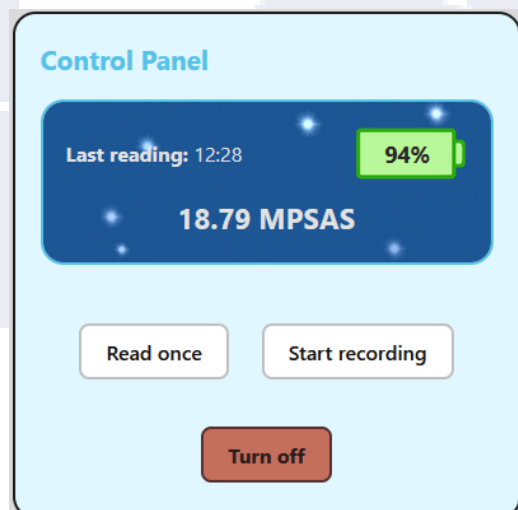 Control Panel
Last reading: 12:28
94%
18.79 MPSAS
Read once
Start recording
Turn off